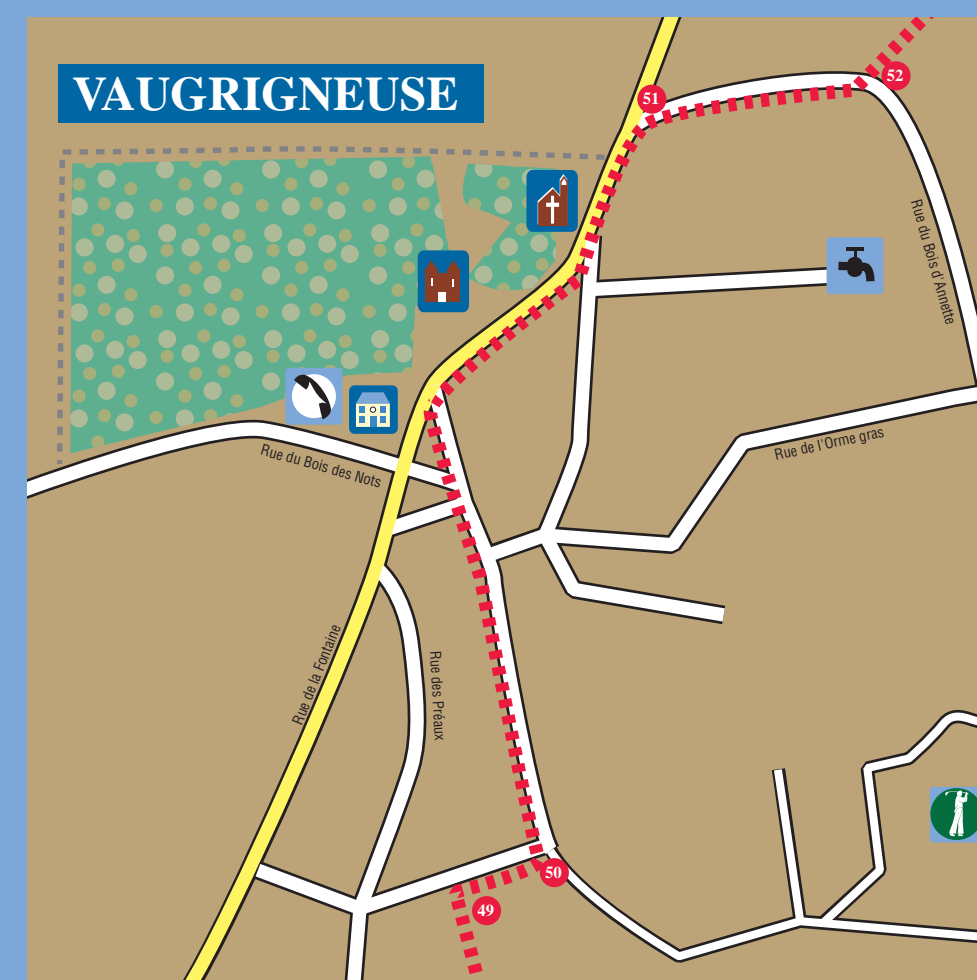 VAUGRIGNEUSE
52
51
Rue du Bois d'Annette
Rue de l'Orme gras
Rue du Bois des Nots
Rue de la Fontaine
Rue des Préaux
50
49